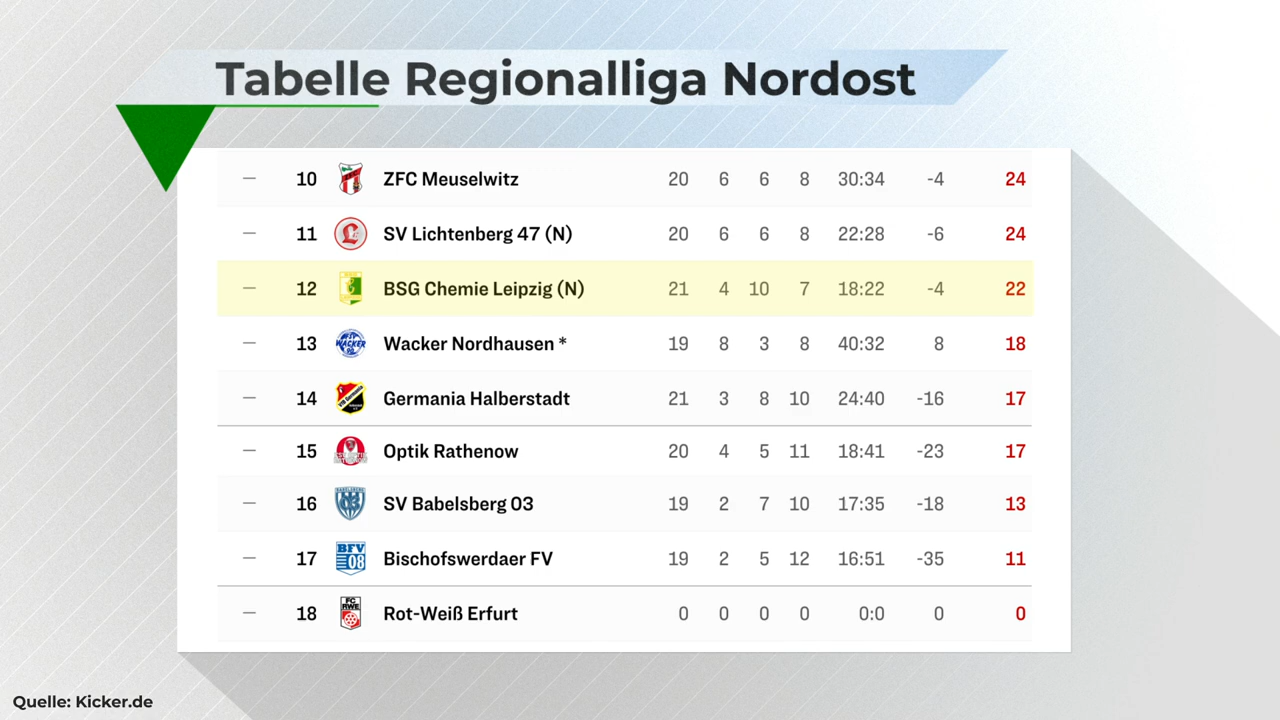 Tabelle Regionalliga Nordost
— 10 ZFC Meuselwitz 20 6 6 8 30:34 -4 24
— 11 SV Lichtenberg 47 (N) 20 6 6 8 22:28 -6 24
— 12 BSG Chemie Leipzig (N) 21 4 10 7 18:22 -4 22
— 13 WACKER Wacker Nordhausen * 19 8 3 8 40:32 8 18
— 14 Germania Halberstadt 21 3 8 10 24:40 -16 17
— 15 Optik Rathenow 20 4 5 11 18:41 -23 17
— 16 SV Babelsberg 03 19 2 7 10 17:35 -18 13
— 17 BFV 08 Bischofswerdaer FV 19 2 5 12 16:51 -35 11
— 18 FC RWE Rot-Weiß Erfurt 0 0 0 0 0:0 0 0
Quelle: Kicker.de